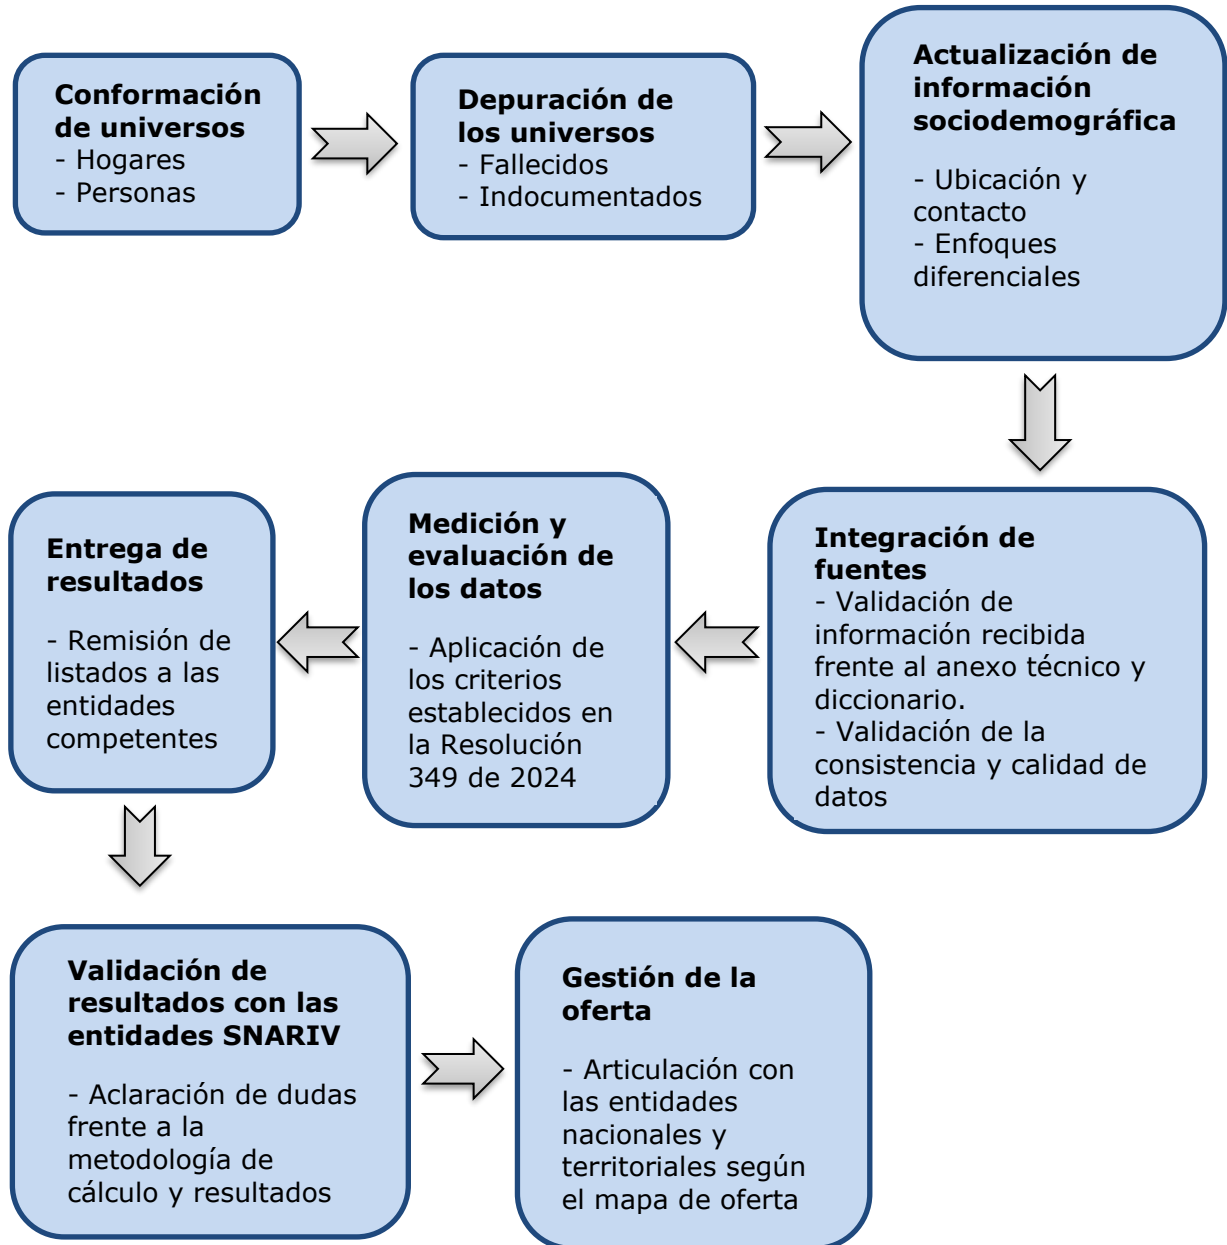 Conformación
de universos
- Hogares
- Personas
Depuración de
los universos
- Fallecidos
- Indocumentados
Actualización de
información
sociodemográfica
- Ubicación y
contacto
- Enfoques
diferenciales
Integración de
fuentes
- Validación de
información recibida
frente al anexo técnico y
diccionario.
- Validación de la
consistencia y calidad de
datos
Medición y
evaluación de
los datos
- Aplicación de
los criterios
establecidos en
la Resolución
349 de 2024
Entrega de
resultados
- Remisión de
listados a las
entidades
competentes
Validación de
resultados con las
entidades SNARIV
- Aclaración de dudas
frente a la
metodología de
cálculo y resultados
Gestión de la
oferta
- Articulación con
las entidades
nacionales y
territoriales según
el mapa de oferta